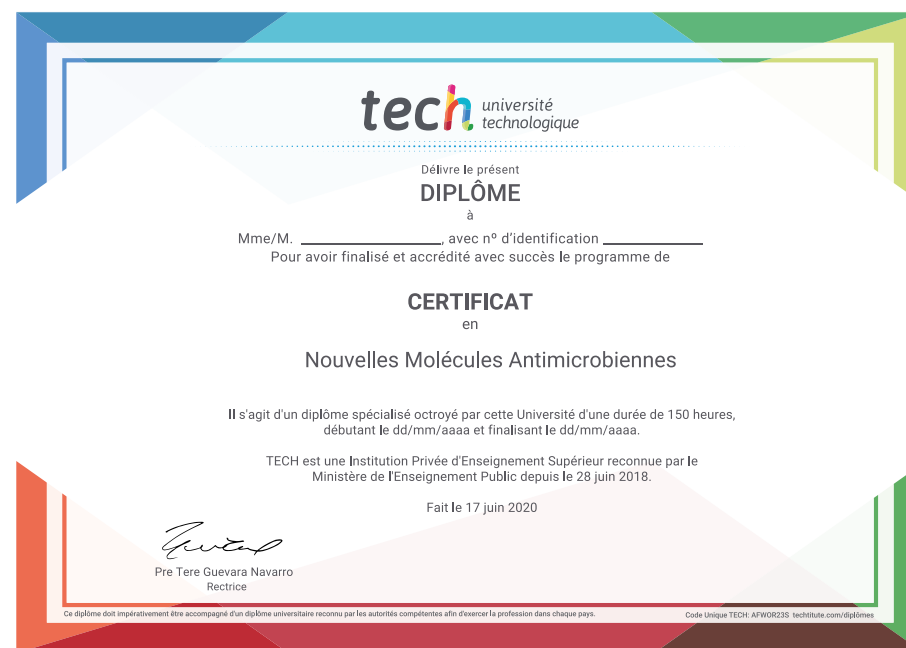 tech université
technologique
Délivre le présent
DIPLÔME
à
Mme/M. ____________________, avec nº d'identification ______________
Pour avoir finalisé et accrédité avec succès le programme de
CERTIFICAT
en
Nouvelles Molécules Antimicrobiennes
Il s'agit d'un diplôme spécialisé octroyé par cette Université d'une durée de 150 heures,
débutant le dd/mm/aaaa et finalisant le dd/mm/aaaa.
TECH est une Institution Privée d'Enseignement Supérieur reconnue par le
Ministère de l'Enseignement Public depuis le 28 juin 2018.
Fait le 17 juin 2020
Pre Tere Guevara Navarro
Rectrice
Ce diplôme doit impérativement être accompagné d'un diplôme universitaire reconnu par les autorités compétentes afin d'exercer la profession dans chaque pays.
Code Unique TECH: AFWOR23S techtitute.com/diplômes